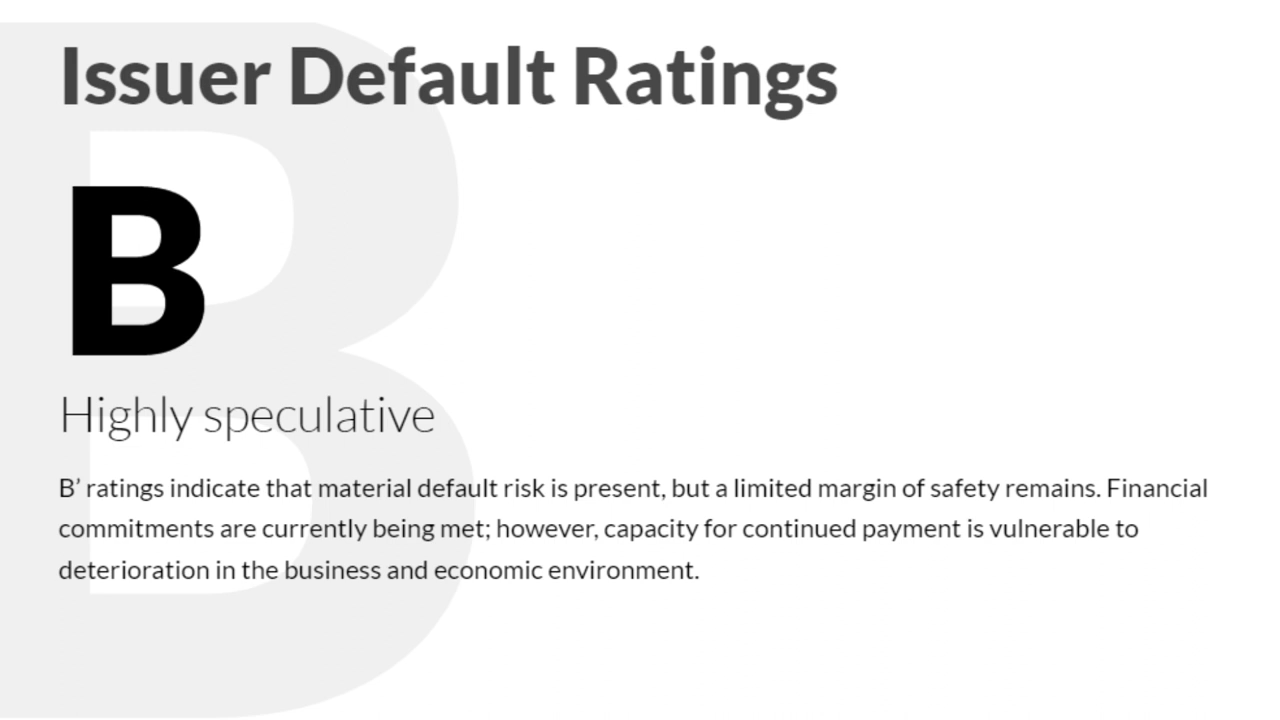 Issuer Default Ratings
B
Highly speculative
B’ ratings indicate that material default risk is present, but a limited margin of safety remains. Financial
commitments are currently being met; however, capacity for continued payment is vulnerable to
deterioration in the business and economic environment.